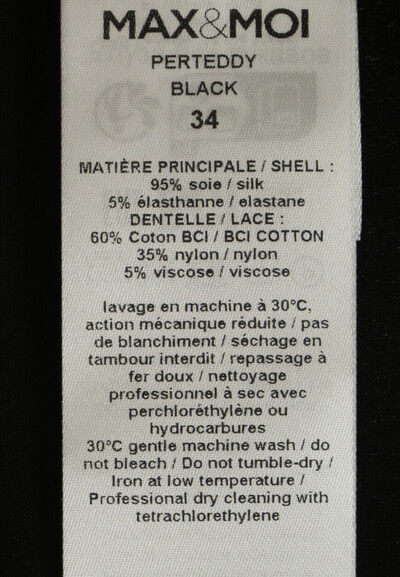 MAX&MOI
PERTEDDY
BLACK
34
MATIÈRE PRINCIPALE / SHELL :
95% soie / silk
5% élasthanne / elastane
DENTELLE / LACE :
60% Coton BCI / BCI COTTON
35% nylon / nylon
5% viscose / viscose
lavage en machine à 30°C,
action mécanique réduite / pas
de blanchiment / séchage en
tambour interdit / repassage à
fer doux / nettoyage
professionnel à sec avec
perchloréthylène ou
hydrocarbures
30°C gentle machine wash / do
not bleach / Do not tumble-dry /
Iron at low temperature /
Professional dry cleaning with
tetrachlorethylene